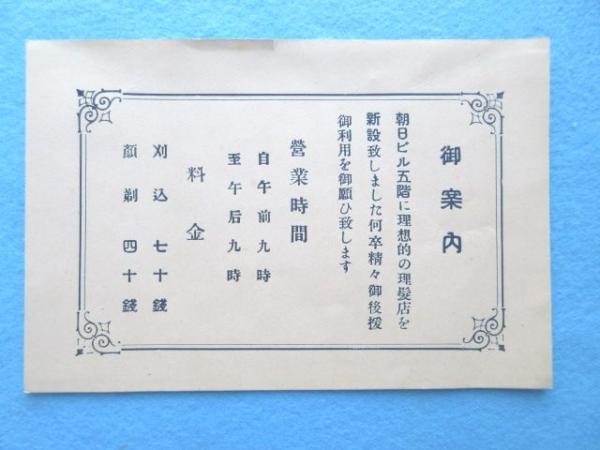 御案內
朝日ビル五階に理想的の理髮店を
新設致しました何卒精々御後援
御利用を御願ひ致します
營業時間
自午前九時
至午后九時
料金
刈込 七十錢
顏剃 四十錢